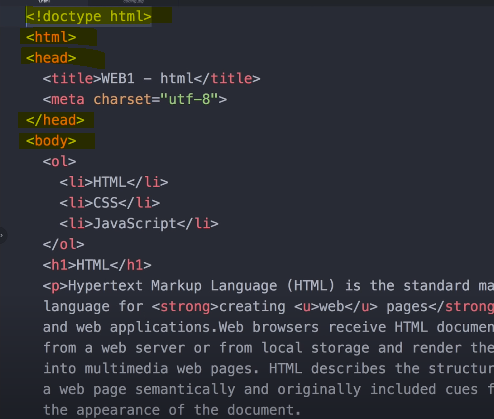 <!doctype html>
<html>
<head>
<title>WEB1 - html</title>
<meta charset="utf-8">
</head>
<body>
<ol>
<li>HTML</li>
<li>CSS</li>
<li>JavaScript</li>
</ol>
<h1>HTML</h1>
<p>Hypertext Markup Language (HTML) is the standard ma
language for <strong>creating <u>web</u> pages</strong
and web applications.Web browsers receive HTML documen
from a web server or from local storage and render the
into multimedia web pages. HTML describes the structur
a web page semantically and originally included cues f
the appearance of the document.